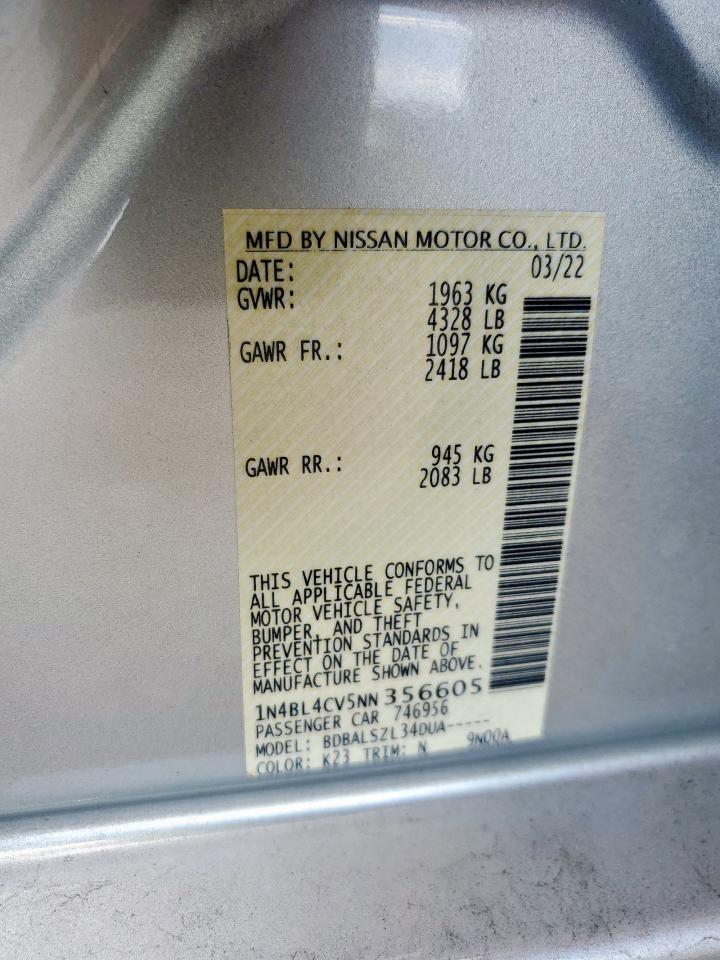 MFD BY NISSAN MOTOR CO., LTD.
DATE: 03/22
GVWR: 1963 KG
4328 LB
GAWR FR.: 1097 KG
2418 LB
GAWR RR.: 945 KG
2083 LB
THIS VEHICLE CONFORMS TO
ALL APPLICABLE FEDERAL
MOTOR VEHICLE SAFETY,
BUMPER, AND THEFT
PREVENTION STANDARDS IN
EFFECT ON THE DATE OF
MANUFACTURE SHOWN ABOVE.
1N4BL4CV5NN356605
PASSENGER CAR 746956
MODEL: BDBALSZL34DUA-----
COLOR: K23 TRIM: N